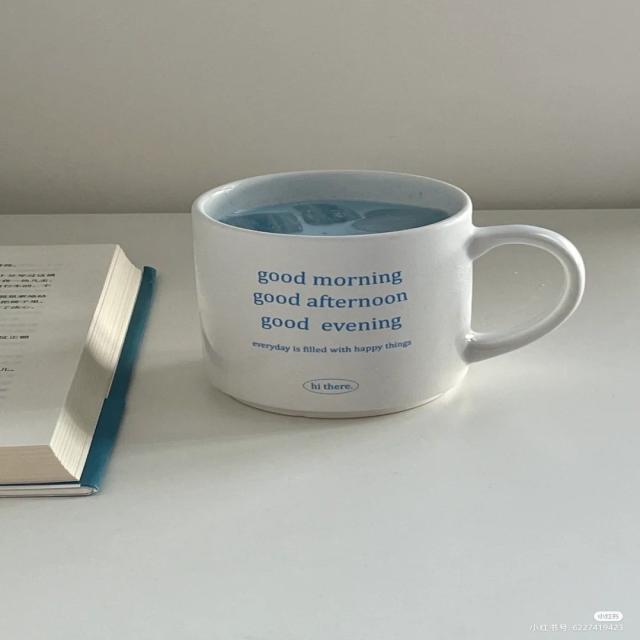 good morning
good afternoon
good evening
everyday is filled with happy things
hi there.
小红书
小红书号: 6227419423